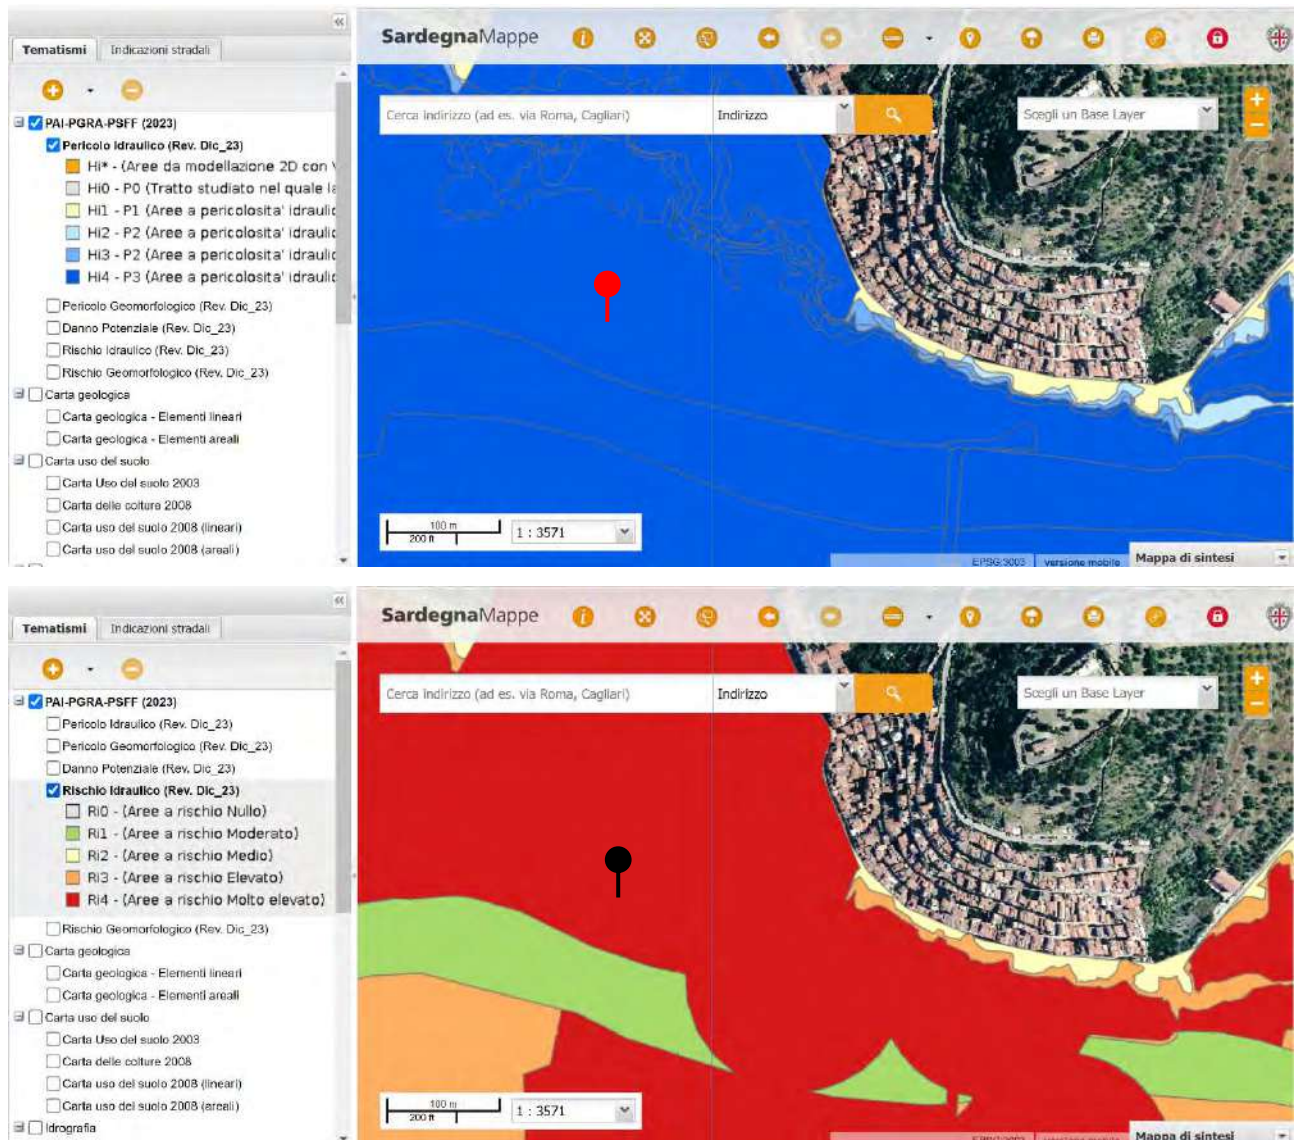 Tematismi Indicazioni stradali
PAI-PGRA-PSFF (2023)
Pericolo Idraulico (Rev. Dic_23)
Hi* - (Aree da modellazione 2D con
Hi0 - P0 (Tratto studiato nel quale la
Hi1 - P1 (Aree a pericolosita' idraulic
Hi2 - P2 (Aree a pericolosita' idraulic
Hi3 - P2 (Aree a pericolosita' idraulic
Hi4 - P3 (Aree a pericolosita' idraulic
Pericolo Geomorfologico (Rev. Dic_23)
Danno Potenziale (Rev. Dic_23)
Rischio Idraulico (Rev. Dic_23)
Rischio Geomorfologico (Rev. Dic_23)
Carta geologica
Carta geologica - Elementi lineari
Carta geologica - Elementi areali
Carta uso del suolo
Carta Uso del suolo 2003
Carta delle colture 2008
Carta uso del suolo 2008 (lineari)
Carta uso del suolo 2008 (areali)
SardegnaMappe
Cerca indirizzo (ad es. via Roma, Cagliari) Indirizzo
Scegli un Base Layer
100 m
200 ft
1 : 3571
EPSG:3003 versione mobile Mappa di sintesi
Tematismi Indicazioni stradali
PAI-PGRA-PSFF (2023)
Pericolo Idraulico (Rev. Dic_23)
Pericolo Geomorfologico (Rev. Dic_23)
Danno Potenziale (Rev. Dic_23)
Rischio Idraulico (Rev. Dic_23)
Ri0 - (Aree a rischio Nullo)
Ri1 - (Aree a rischio Moderato)
Ri2 - (Aree a rischio Medio)
Ri3 - (Aree a rischio Elevato)
Ri4 - (Aree a rischio Molto elevato)
Rischio Geomorfologico (Rev. Dic_23)
Carta geologica
Carta geologica - Elementi lineari
Carta geologica - Elementi areali
Carta uso del suolo
Carta Uso del suolo 2003
Carta delle colture 2008
Carta uso del suolo 2008 (lineari)
Carta uso del suolo 2008 (areali)
Idrografia
SardegnaMappe
Cerca indirizzo (ad es. via Roma, Cagliari) Indirizzo
Scegli un Base Layer
100 m
200 ft
1 : 3571
Mappa di sintesi